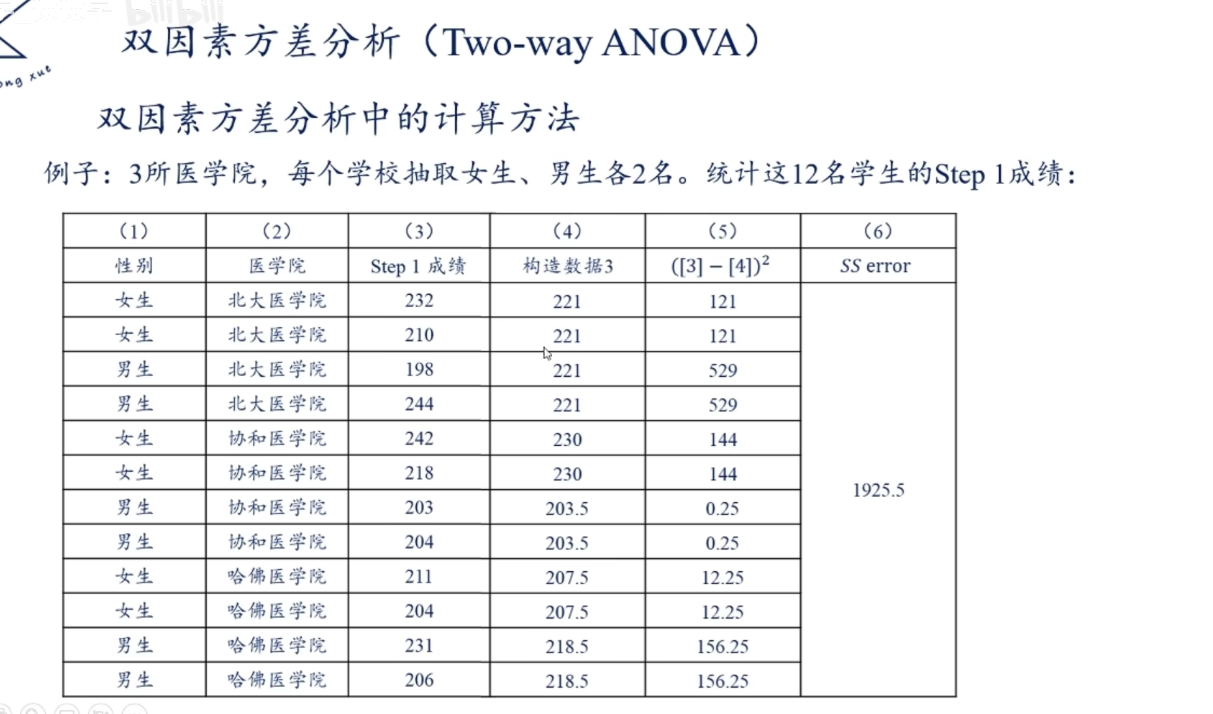 bilibili
ong xue
双因素方差分析（Two-way ANOVA）
双因素方差分析中的计算方法
例子：3所医学院，每个学校抽取女生、男生各2名。统计这12名学生的Step 1成绩：
（1） （2） （3） （4） （5） （6）
性别 医学院 Step 1 成绩 构造数据3 ([3] − [4])² SS error
女生 北大医学院 232 221 121
女生 北大医学院 210 221 121
男生 北大医学院 198 221 529
男生 北大医学院 244 221 529
女生 协和医学院 242 230 144
女生 协和医学院 218 230 144
1925.5
男生 协和医学院 203 203.5 0.25
男生 协和医学院 204 203.5 0.25
女生 哈佛医学院 211 207.5 12.25
女生 哈佛医学院 204 207.5 12.25
男生 哈佛医学院 231 218.5 156.25
男生 哈佛医学院 206 218.5 156.25